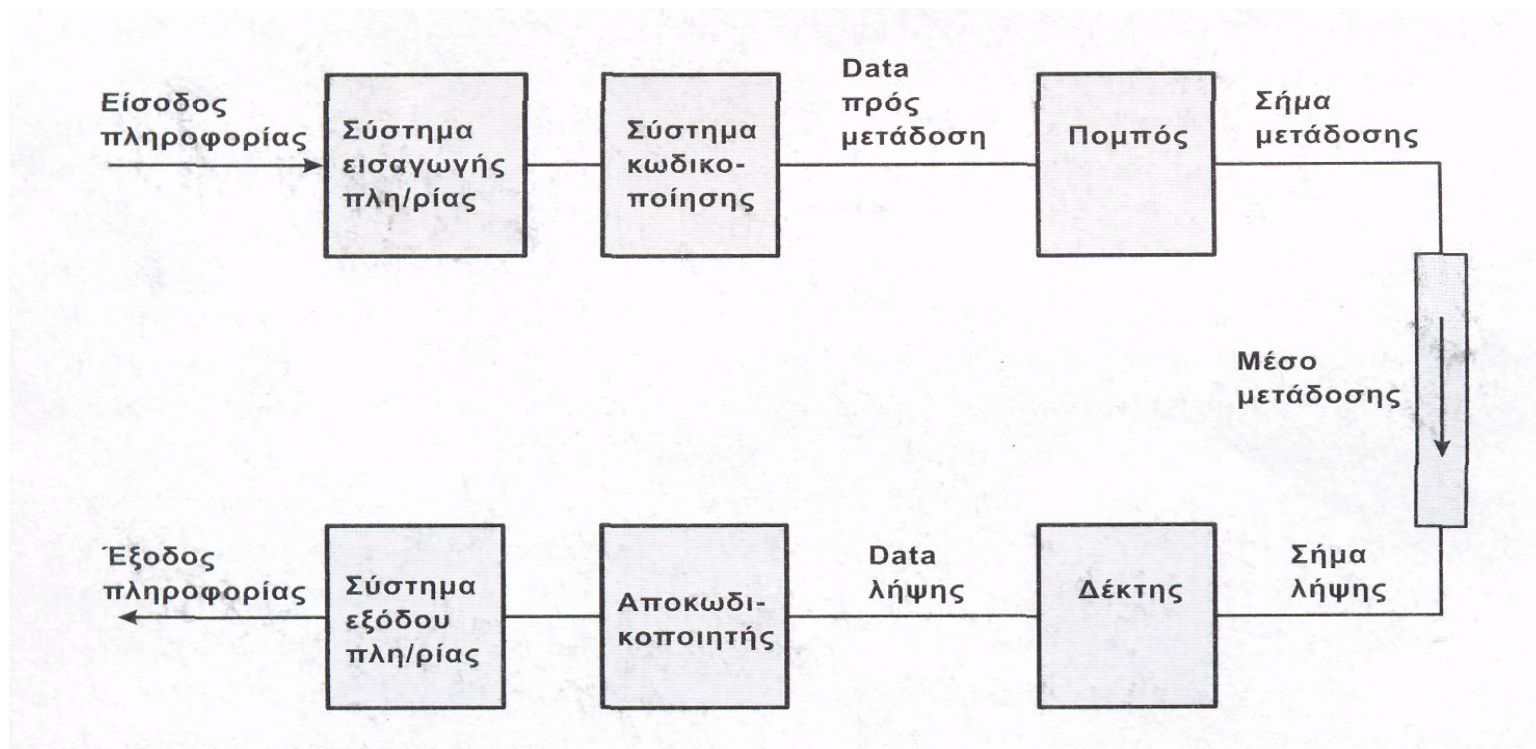 Είσοδος
πληροφορίας
Σύστημα
εισαγωγής
πλη/ρίας
Σύστημα
κωδικο-
ποίησης
Data
πρός
μετάδοση
Πομπός
Σήμα
μετάδοσης
Μέσο
μετάδοσης
Έξοδος
πληροφορίας
Σύστημα
εξόδου
πλη/ρίας
Αποκωδι-
κοποιητής
Data
λήψης
Δέκτης
Σήμα
λήψης